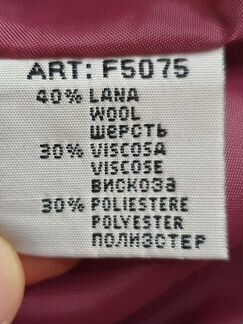 ART: F5075
40% LANA
WOOL
ШЕРСТЬ
30% VISCOSA
VISCOSE
ВИСКОЗА
30% POLIESTERE
POLYESTER
ПОЛИЭСТЕР